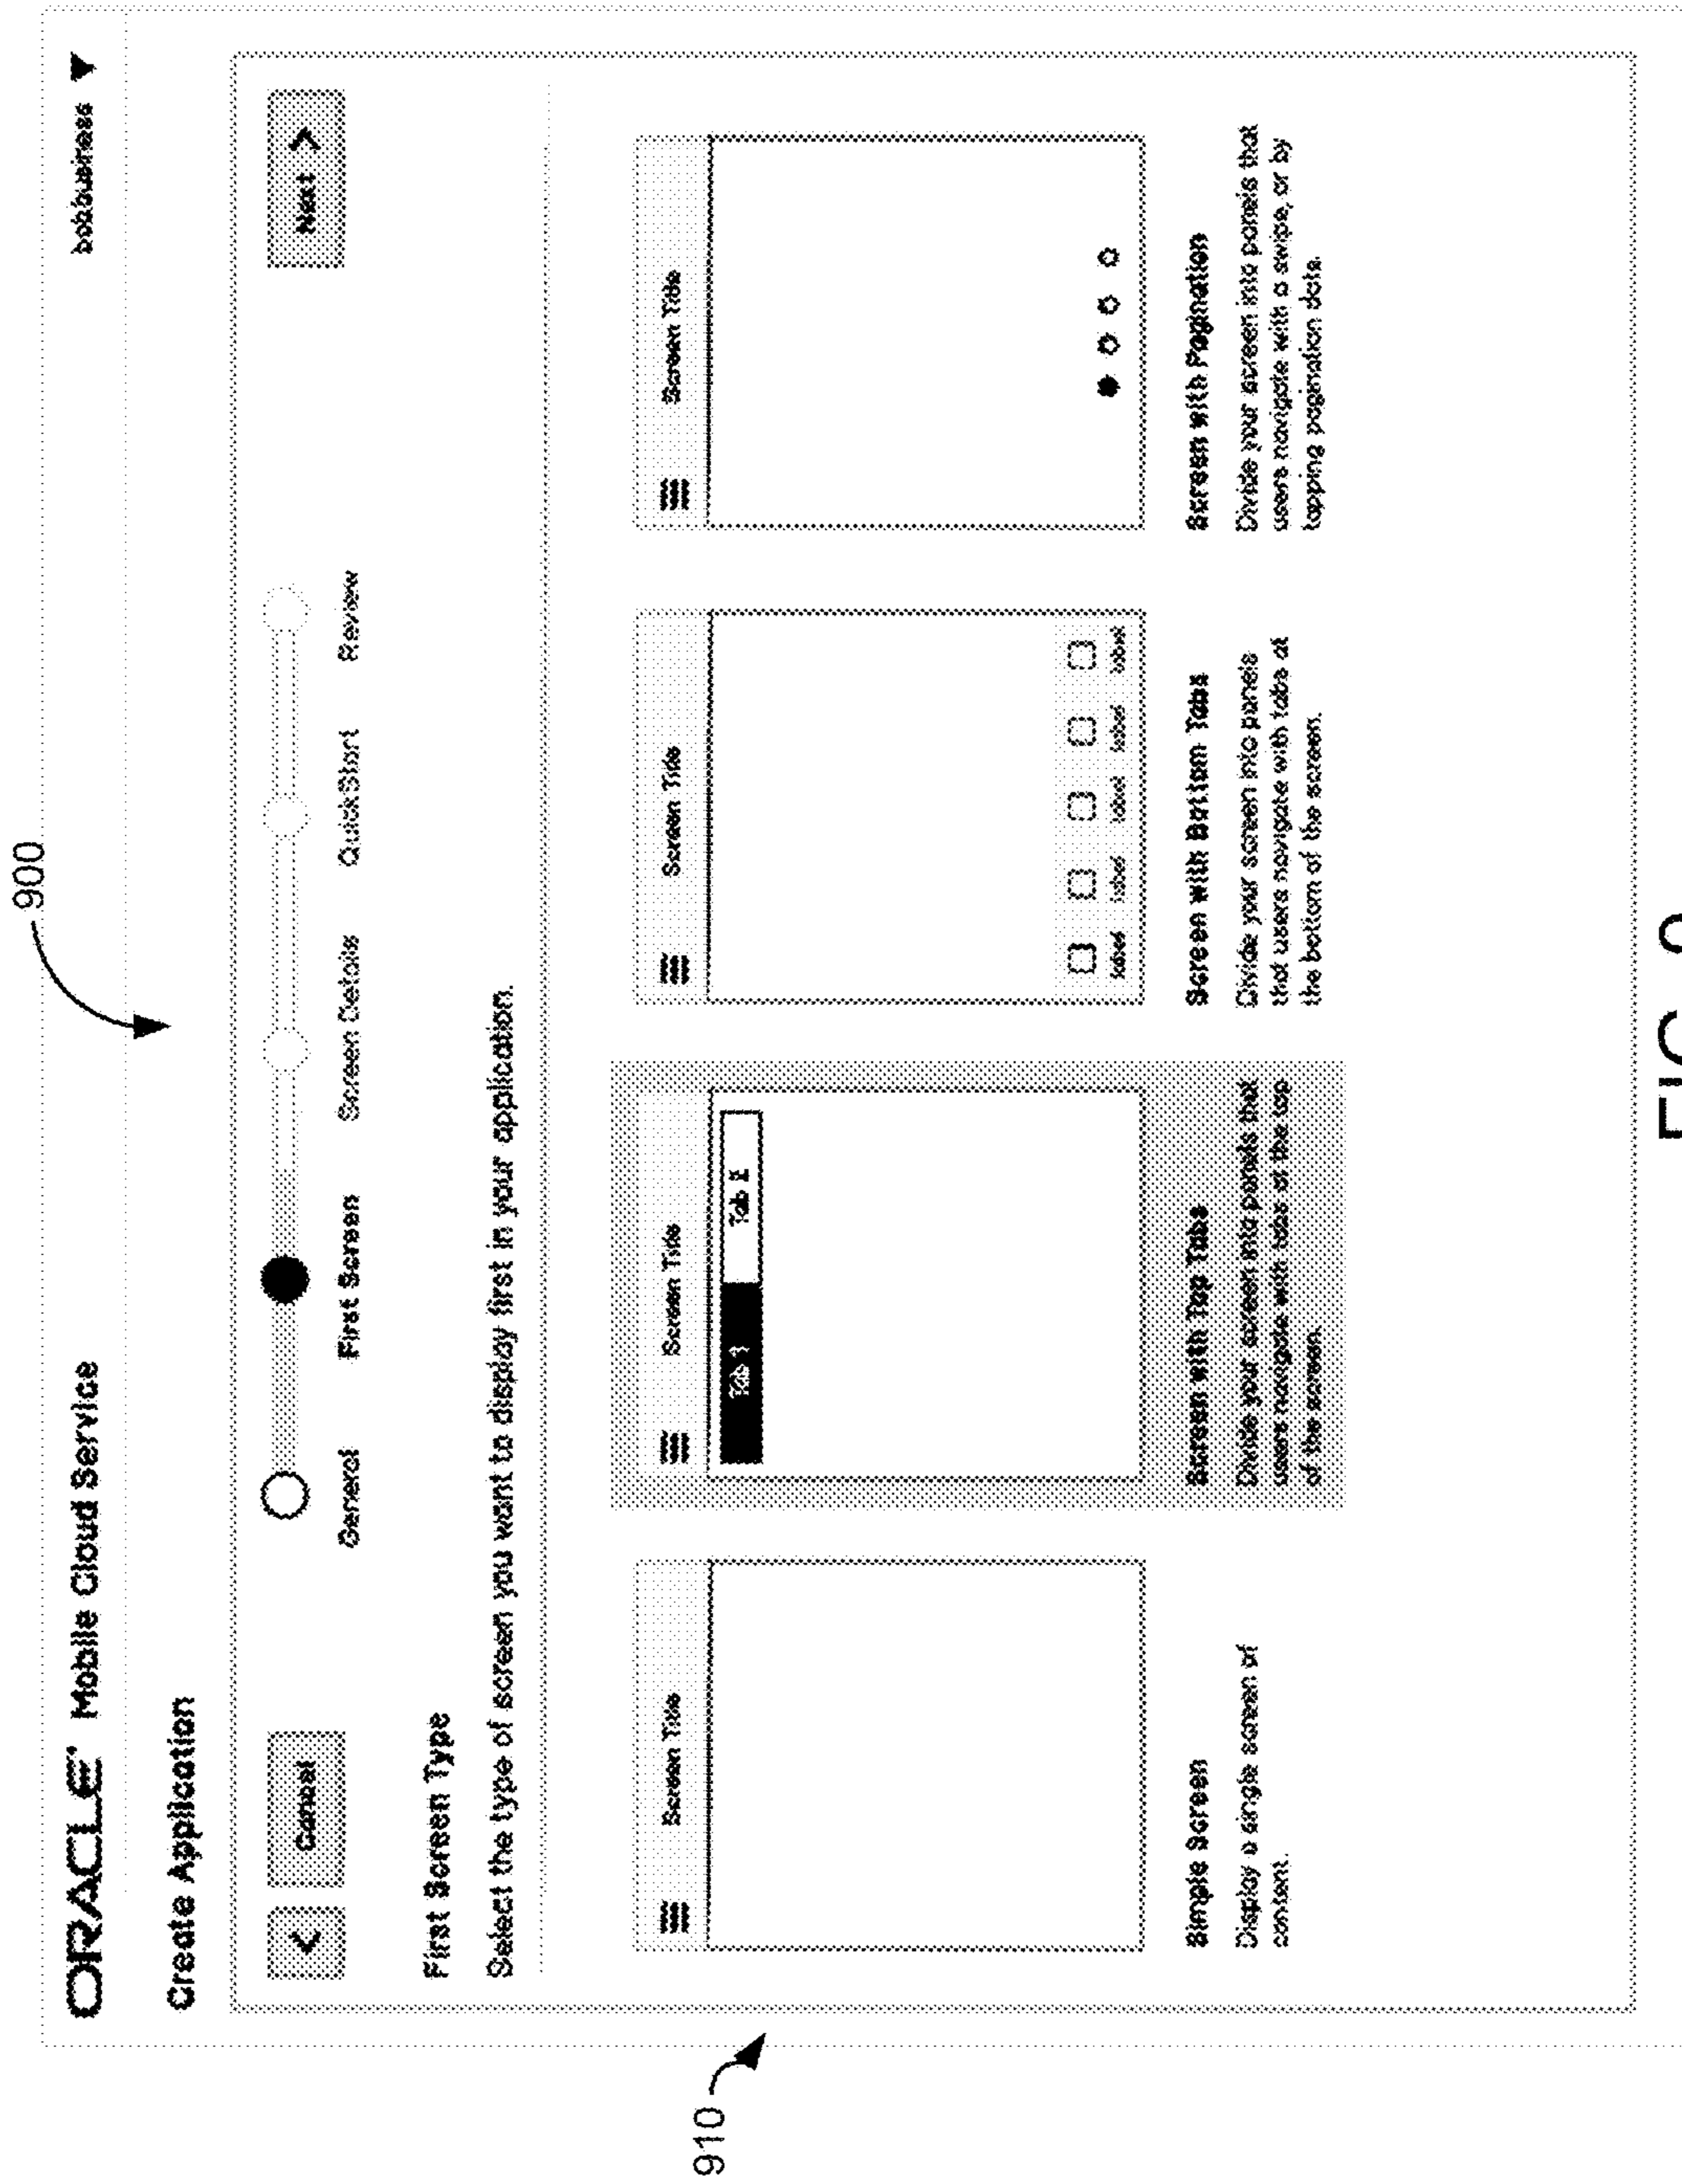 900
ORACLE Mobile Cloud Service
bobbusiness ▼
Create Application
< Cancel
Next >
General
First Screen
Screen Details
QuickStart
Review
First Screen Type
Select the type of screen you want to display first in your application.
910
Screen Title
Simple Screen
Display a single screen of
content.
Screen Title
Tab 1
Tab 2
Screen with Top Tabs
Divide your screen into panels that
users navigate with tabs at the top
of the screen.
Screen Title
label
label
label
label
label
Screen with Bottom Tabs
Divide your screen into panels
that users navigate with tabs at
the bottom of the screen.
Screen Title
Screen with Pagination
Divide your screen into panels that
users navigate with a swipe, or by
tapping pagination dots.
FIG.